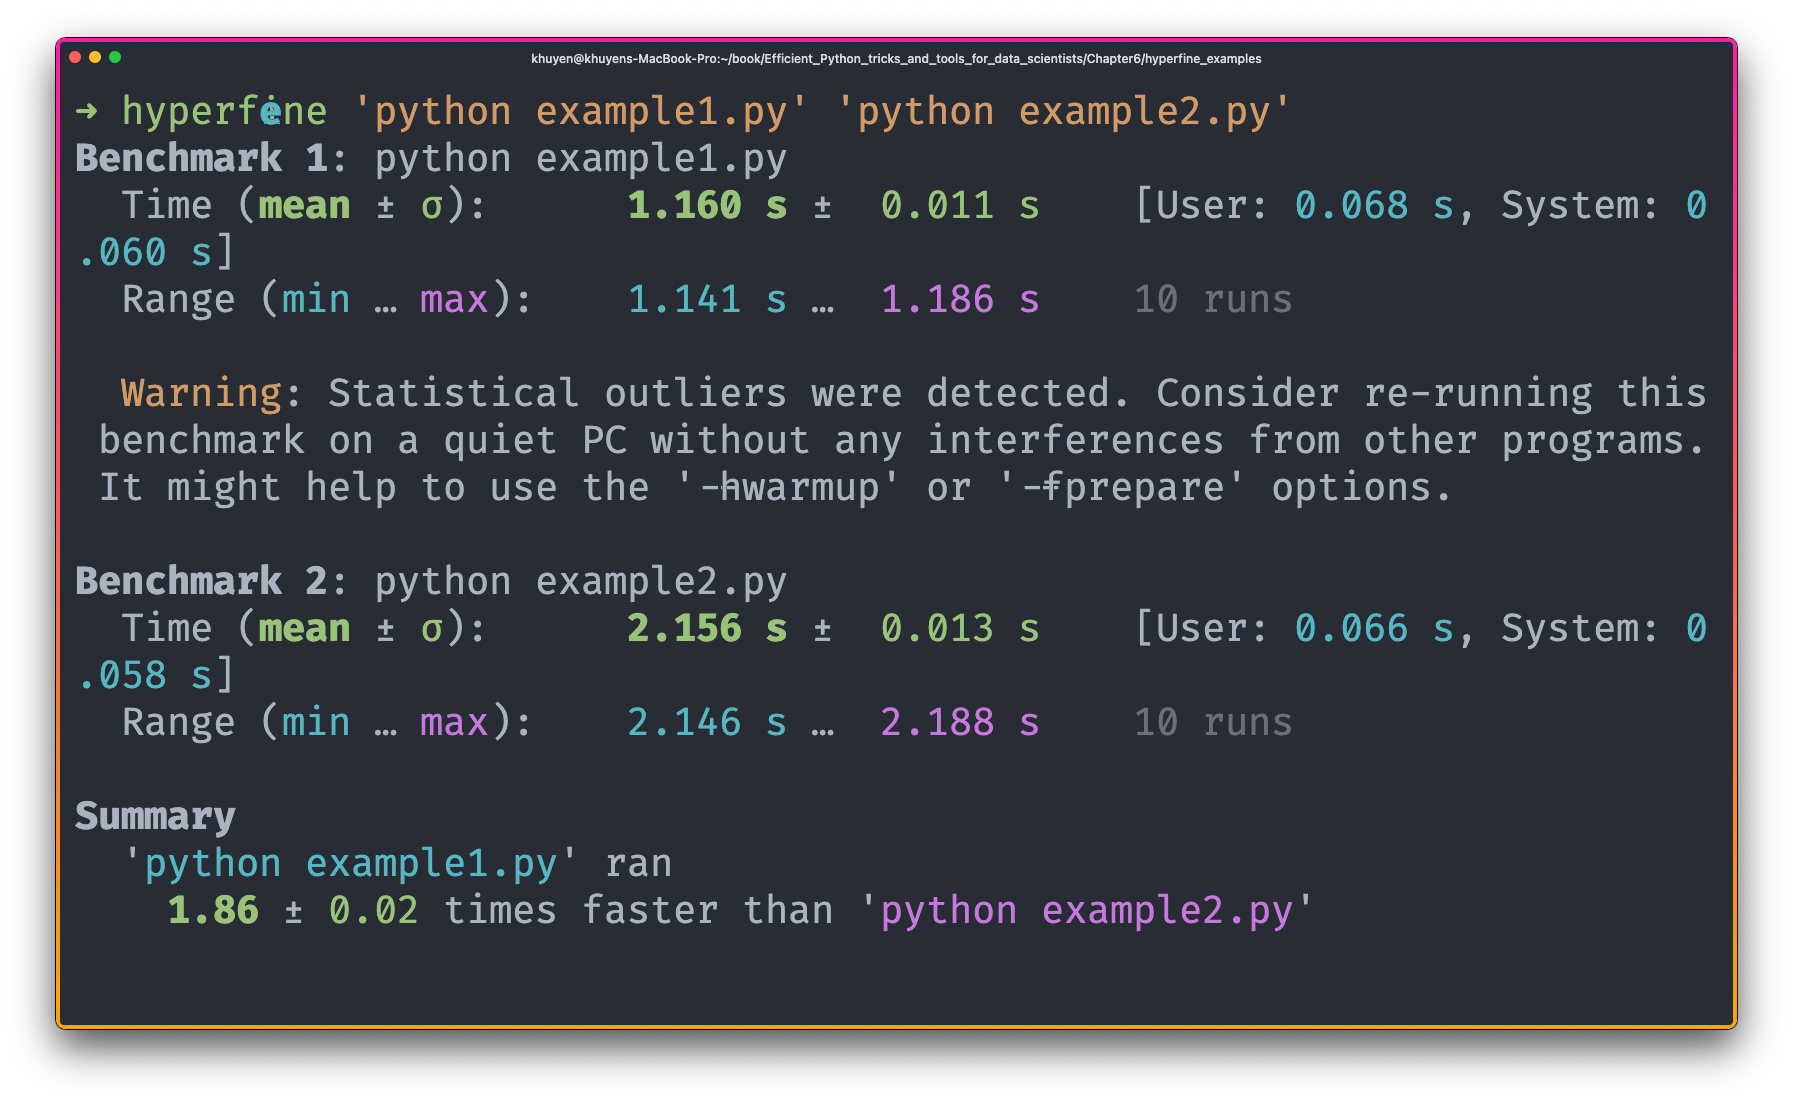 khuyen@khuyens-MacBook-Pro:~/book/Efficient_Python_tricks_and_tools_for_data_scientists/Chapter6/hyperfine_examples
➜ hyperfine 'python example1.py' 'python example2.py'
Benchmark 1: python example1.py
Time (mean ± σ): 1.160 s ± 0.011 s [User: 0.068 s, System: 0
.060 s]
Range (min … max): 1.141 s … 1.186 s 10 runs
Warning: Statistical outliers were detected. Consider re-running this
benchmark on a quiet PC without any interferences from other programs.
It might help to use the '--warmup' or '--prepare' options.
Benchmark 2: python example2.py
Time (mean ± σ): 2.156 s ± 0.013 s [User: 0.066 s, System: 0
.058 s]
Range (min … max): 2.146 s … 2.188 s 10 runs
Summary
'python example1.py' ran
1.86 ± 0.02 times faster than 'python example2.py'